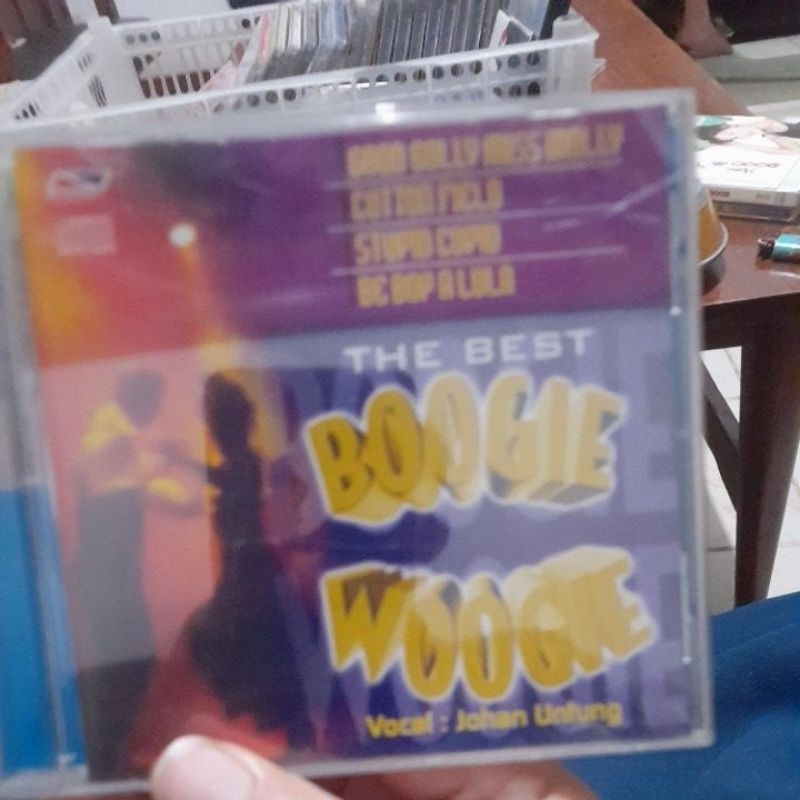 GOOD GOLLY MISS MOLLY
COTTON FIELD
STUPID CUPID
BE BOP A LULA
THE BEST
BOOGIE
WOOGIE
Vocal : Johan Untung